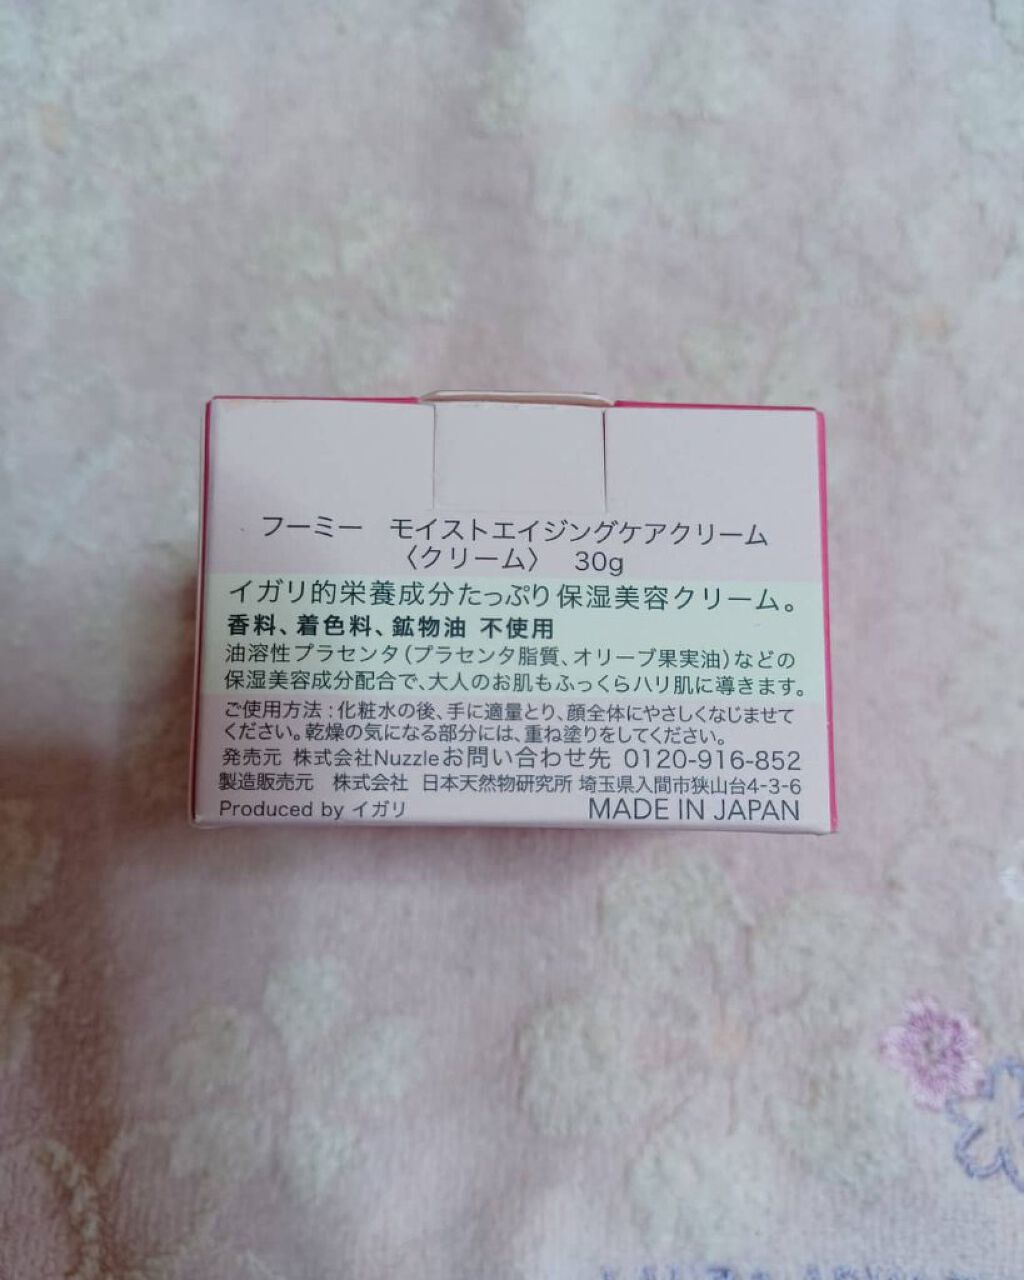 フーミー モイストエイジングケアクリーム
〈クリーム〉 30g
イガリ的栄養成分たっぷり保湿美容クリーム。
香料、着色料、鉱物油 不使用
油溶性プラセンタ(プラセンタ脂質、オリーブ果実油)などの
保湿美容成分配合で、大人のお肌もふっくらハリ肌に導きます。
ご使用方法:化粧水の後、手に適量とり、顔全体にやさしくなじませて
ください。乾燥の気になる部分には、重ね塗りをしてください。
発売元 株式会社Nuzzleお問い合わせ先 0120-916-852
製造販売元 株式会社 日本天然物研究所 埼玉県入間市狭山台4-3-6
Produced by イガリ MADE IN JAPAN